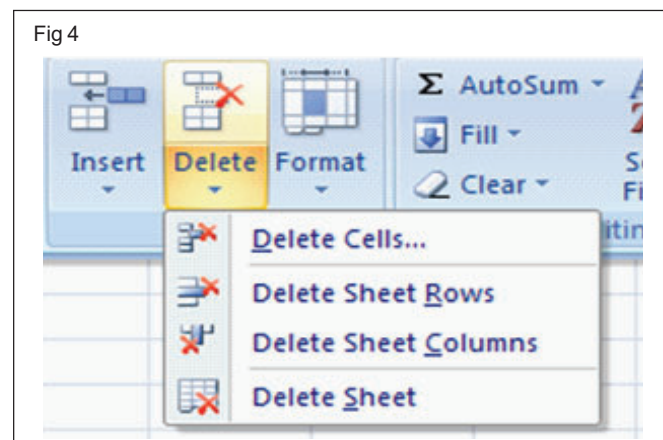 Fig 4
Insert
Delete
Format
Σ AutoSum
Fill
Clear
Delete Cells...
Delete Sheet Rows
Delete Sheet Columns
Delete Sheet